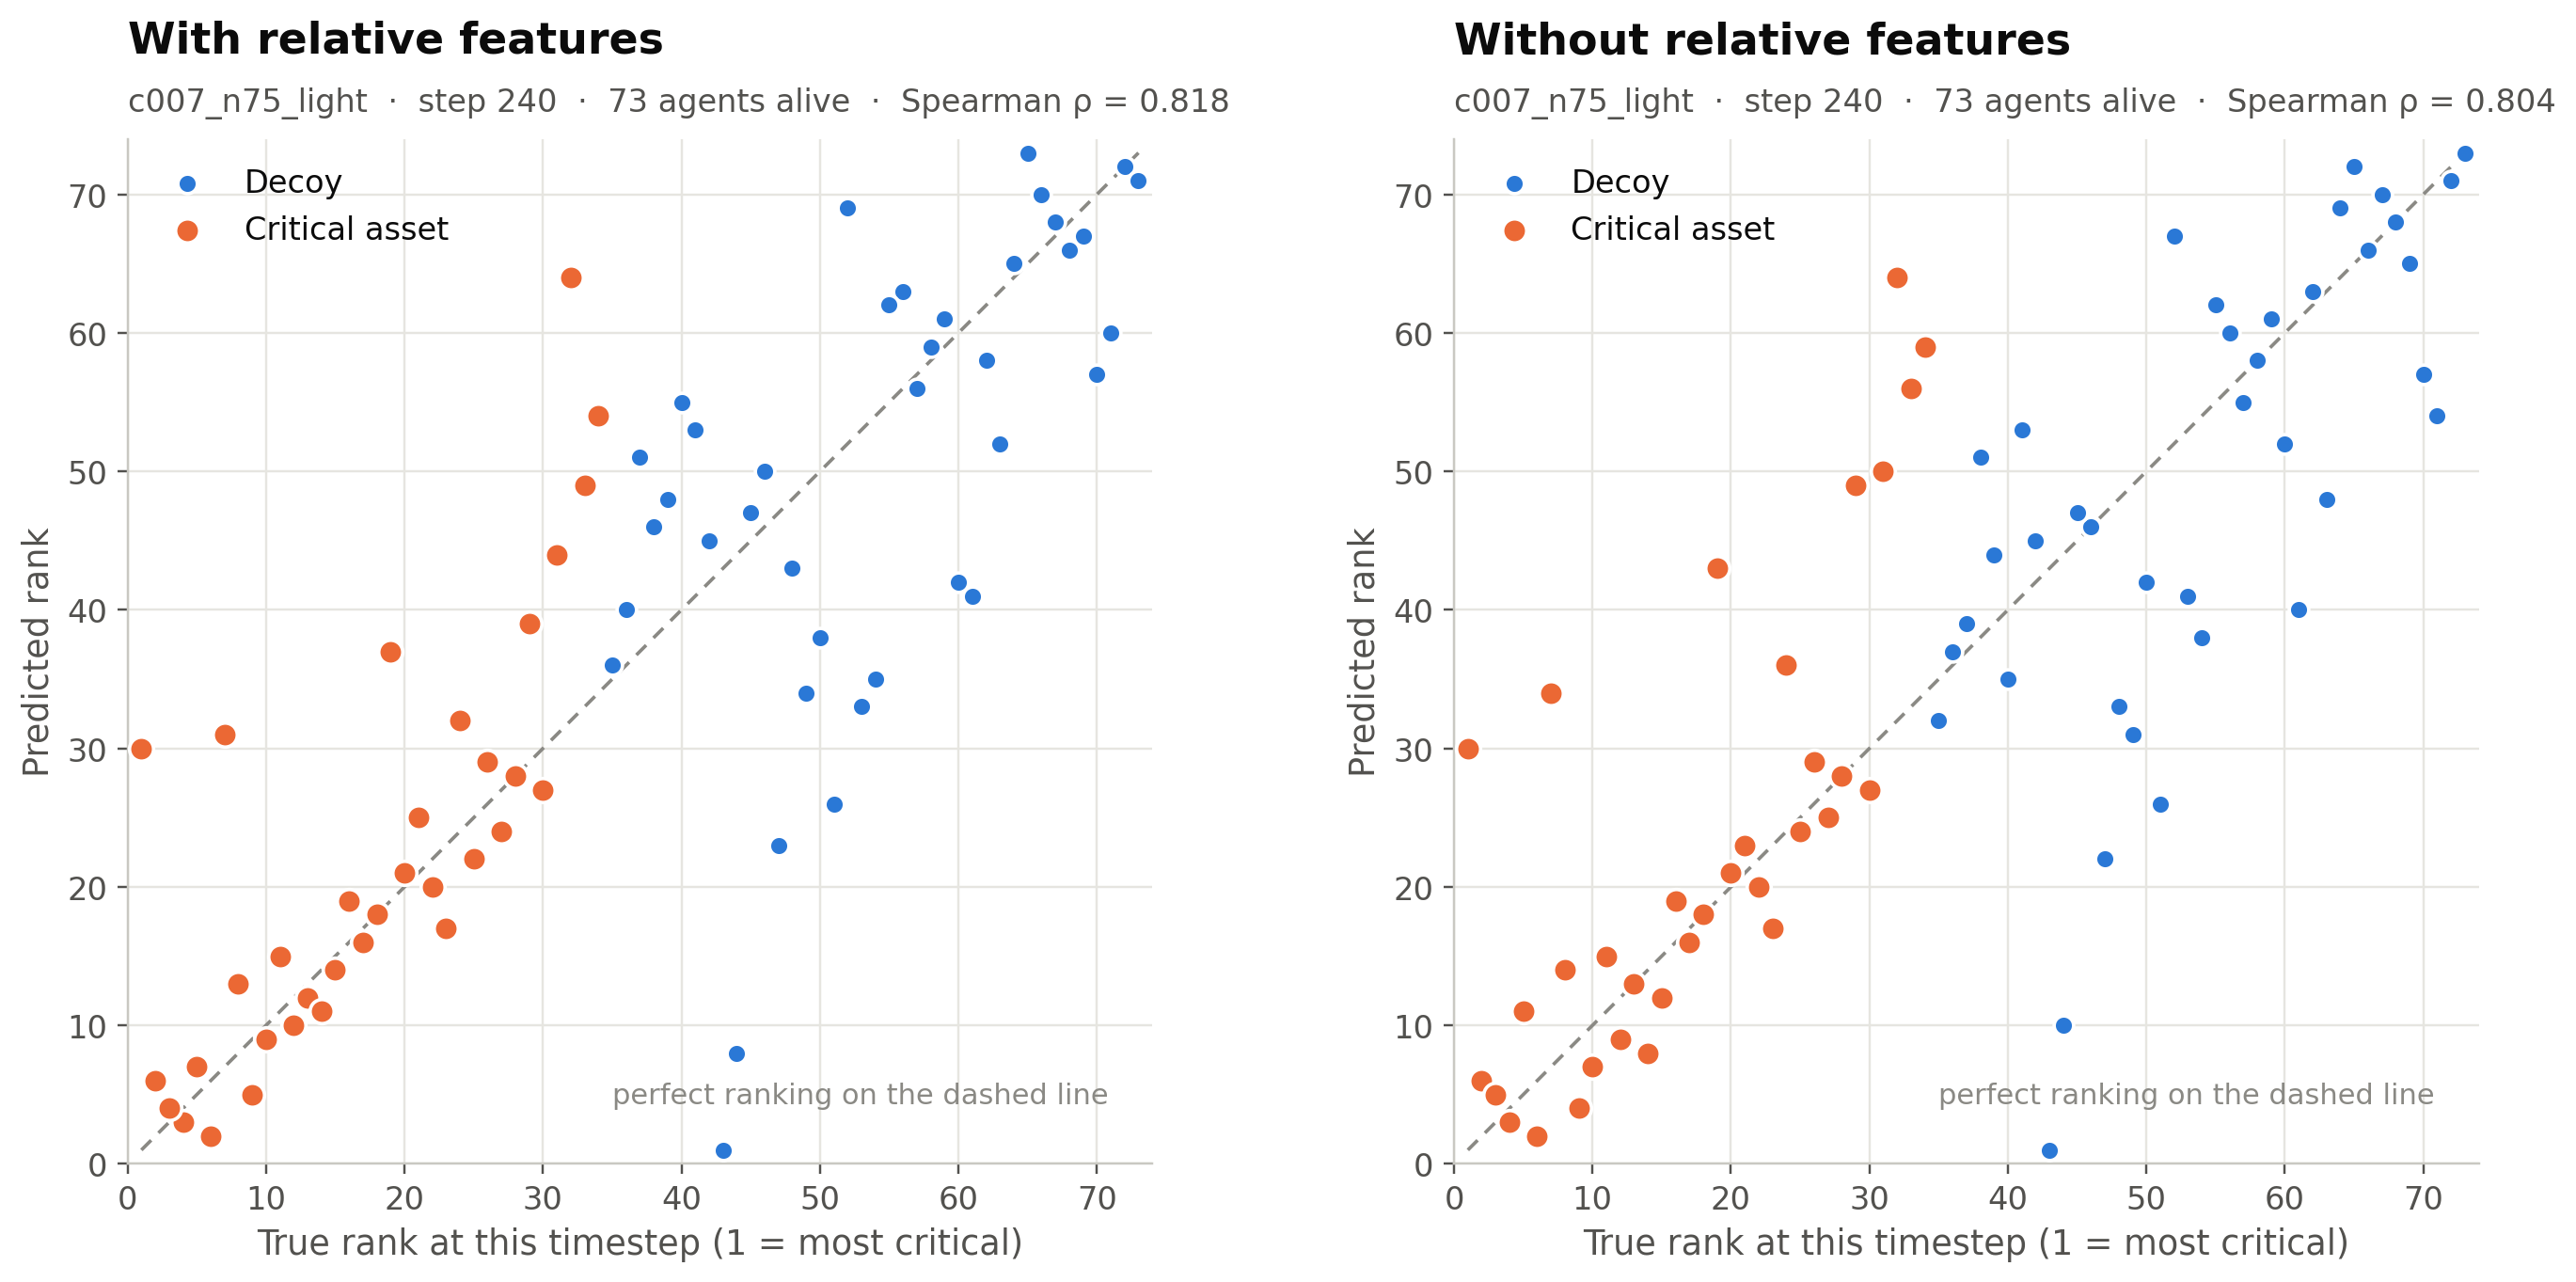 With relative features
c007_n75_light · step 240 · 73 agents alive · Spearman ρ = 0.818
Decoy
Critical asset
Predicted rank
70
60
50
40
30
20
10
0
perfect ranking on the dashed line
0 10 20 30 40 50 60 70
True rank at this timestep (1 = most critical)
Without relative features
c007_n75_light · step 240 · 73 agents alive · Spearman ρ = 0.804
Decoy
Critical asset
Predicted rank
70
60
50
40
30
20
10
0
perfect ranking on the dashed line
0 10 20 30 40 50 60 70
True rank at this timestep (1 = most critical)